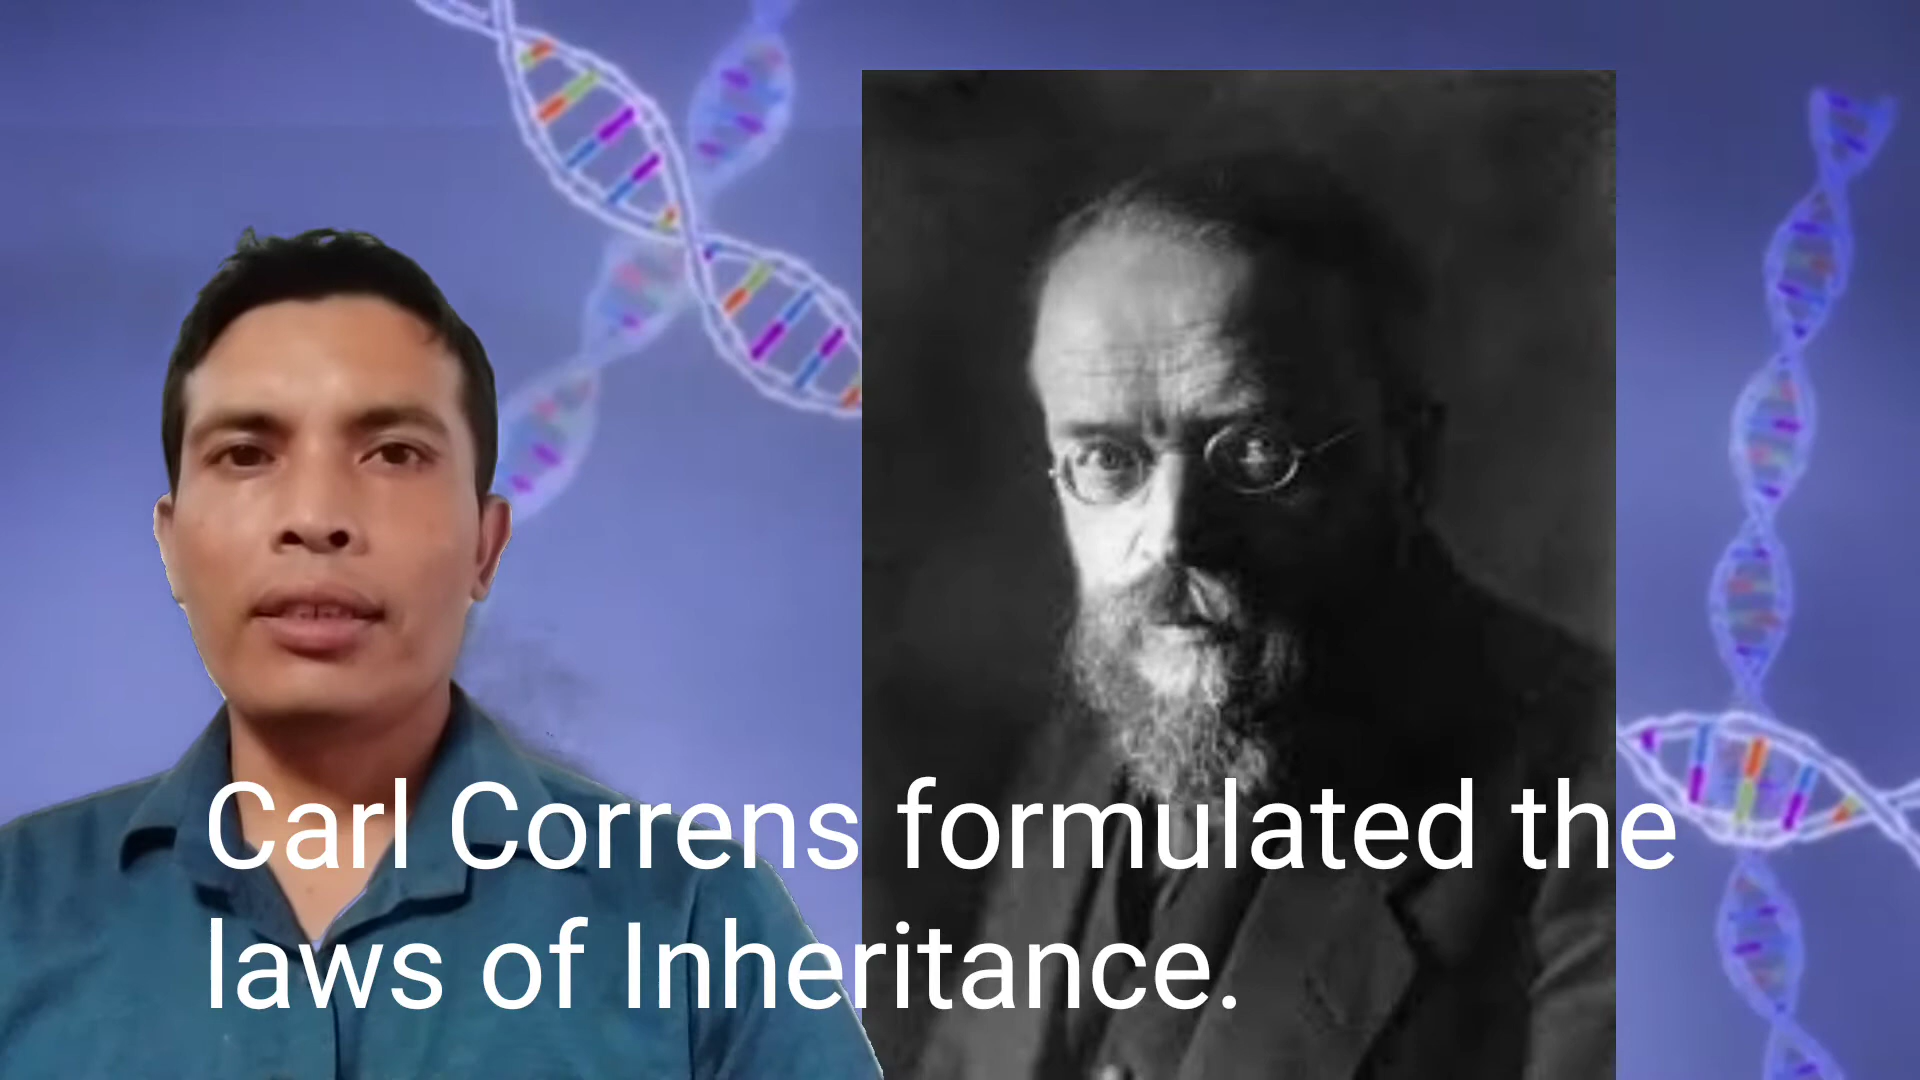 Carl Correns formulated the
laws of Inheritance.